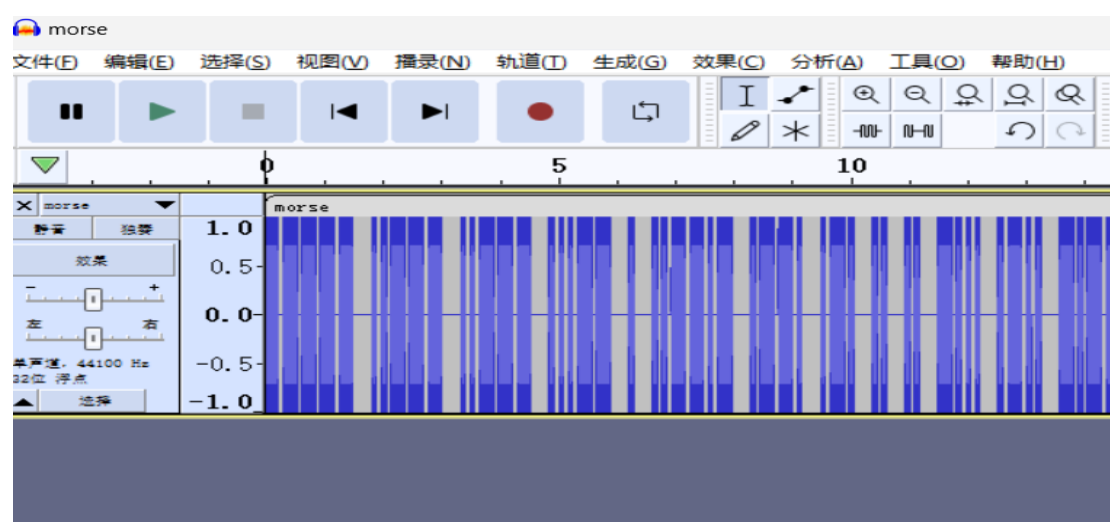 morse
文件(F) 编辑(E) 选择(S) 视图(V) 播录(N) 轨道(T) 生成(G) 效果(C) 分析(A) 工具(O) 帮助(H)
0 5 10
morse
morse
静音 独奏
效果
- +
左 右
单声道, 44100 Hz
32位 浮点
选择
1.0
0.5
0.0
-0.5
-1.0